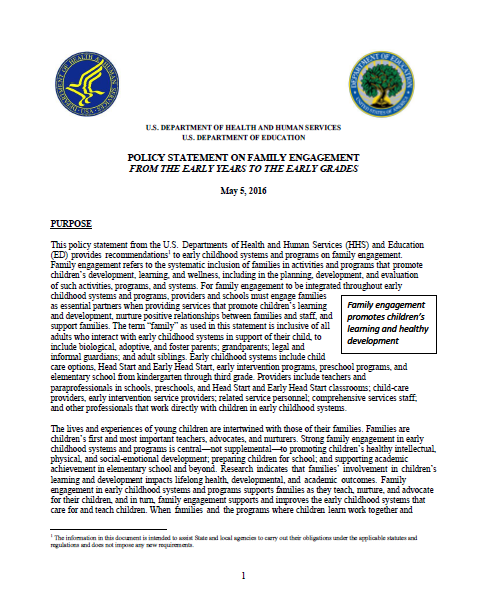 DEPARTMENT OF HEALTH & HUMAN SERVICES · USA
DEPARTMENT OF EDUCATION
UNITED STATES OF AMERICA
U.S. DEPARTMENT OF HEALTH AND HUMAN SERVICES
U.S. DEPARTMENT OF EDUCATION
POLICY STATEMENT ON FAMILY ENGAGEMENT
FROM THE EARLY YEARS TO THE EARLY GRADES
May 5, 2016
PURPOSE
This policy statement from the U.S. Departments of Health and Human Services (HHS) and Education
(ED) provides recommendations1 to early childhood systems and programs on family engagement.
Family engagement refers to the systematic inclusion of families in activities and programs that promote
children's development, learning, and wellness, including in the planning, development, and evaluation
of such activities, programs, and systems. For family engagement to be integrated throughout early
childhood systems and programs, providers and schools must engage families
as essential partners when providing services that promote children's learning
and development, nurture positive relationships between families and staff, and
support families. The term "family" as used in this statement is inclusive of all
adults who interact with early childhood systems in support of their child, to
include biological, adoptive, and foster parents; grandparents; legal and
informal guardians; and adult siblings. Early childhood systems include child
care options, Head Start and Early Head Start, early intervention programs, preschool programs, and
elementary school from kindergarten through third grade. Providers include teachers and
paraprofessionals in schools, preschools, and Head Start and Early Head Start classrooms; child-care
providers, early intervention service providers; related service personnel; comprehensive services staff;
and other professionals that work directly with children in early childhood systems.
Family engagement
promotes children's
learning and healthy
development
The lives and experiences of young children are intertwined with those of their families. Families are
children's first and most important teachers, advocates, and nurturers. Strong family engagement in early
childhood systems and programs is central—not supplemental—to promoting children's healthy intellectual,
physical, and social-emotional development; preparing children for school; and supporting academic
achievement in elementary school and beyond. Research indicates that families' involvement in children's
learning and development impacts lifelong health, developmental, and academic outcomes. Family
engagement in early childhood systems and programs supports families as they teach, nurture, and advocate
for their children, and in turn, family engagement supports and improves the early childhood systems that
care for and teach children. When families and the programs where children learn work together and
1 The information in this document is intended to assist State and local agencies to carry out their obligations under the applicable statutes and
regulations and does not impose any new requirements.
1